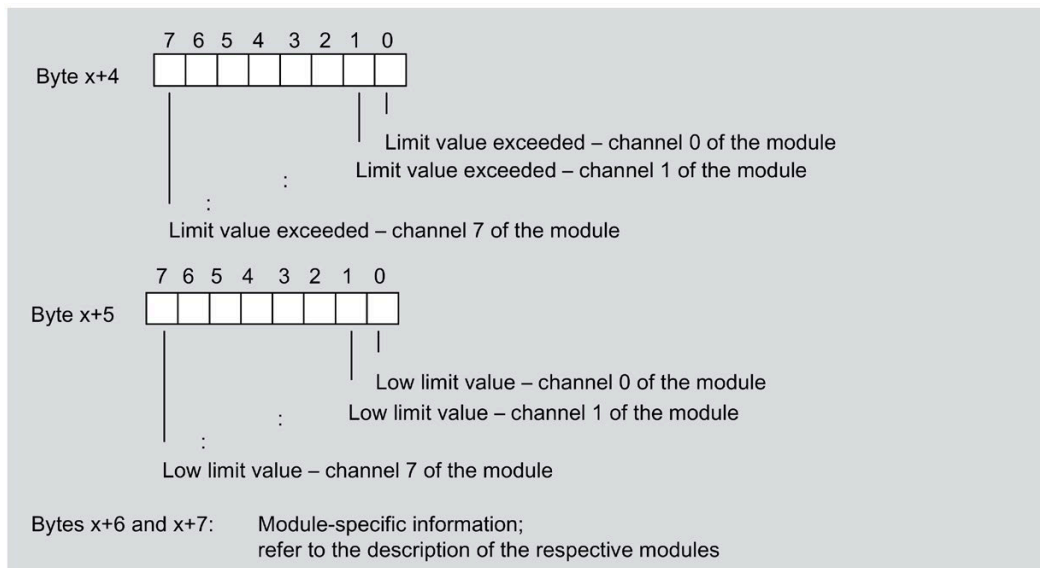 7 6 5 4 3 2 1 0
Byte x+4
Limit value exceeded – channel 0 of the module
Limit value exceeded – channel 1 of the module
:
:
Limit value exceeded – channel 7 of the module
7 6 5 4 3 2 1 0
Byte x+5
Low limit value – channel 0 of the module
Low limit value – channel 1 of the module
:
:
Low limit value – channel 7 of the module
Bytes x+6 and x+7: Module-specific information;
refer to the description of the respective modules